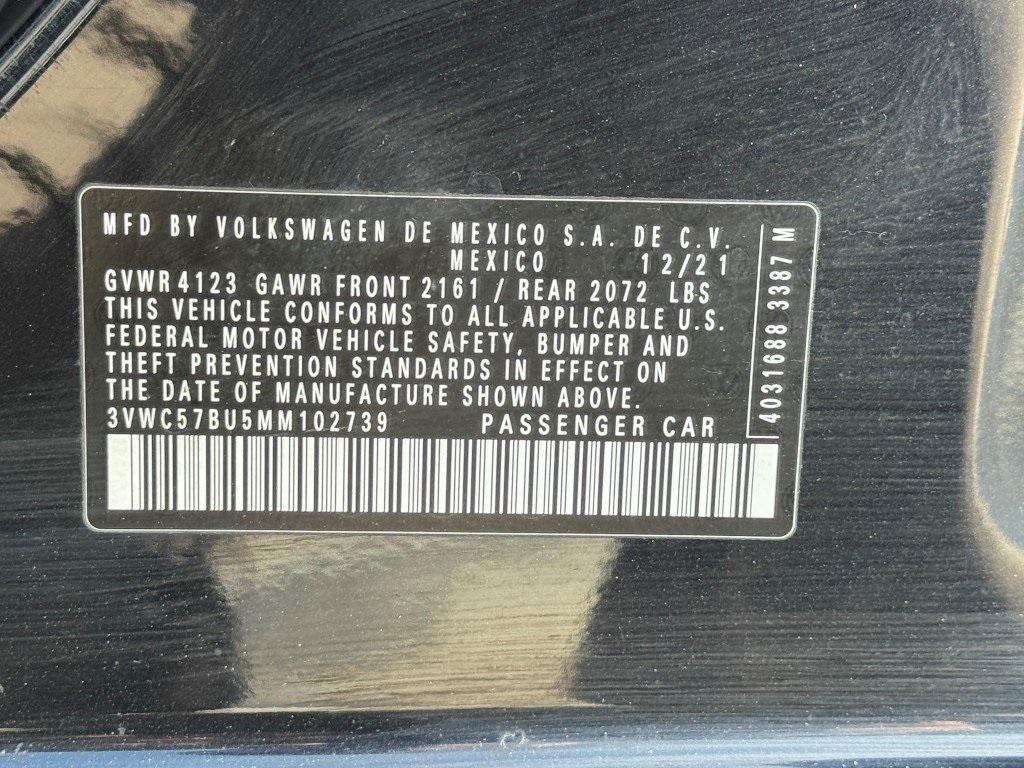 MFD BY VOLKSWAGEN DE MEXICO S.A. DE C.V.
MEXICO 12/21
GVWR 4123 GAWR FRONT 2161 / REAR 2072 LBS
THIS VEHICLE CONFORMS TO ALL APPLICABLE U.S.
FEDERAL MOTOR VEHICLE SAFETY, BUMPER AND
THEFT PREVENTION STANDARDS IN EFFECT ON
THE DATE OF MANUFACTURE SHOWN ABOVE.
3VWC57BU5MM102739 PASSENGER CAR
4031688 3387 M